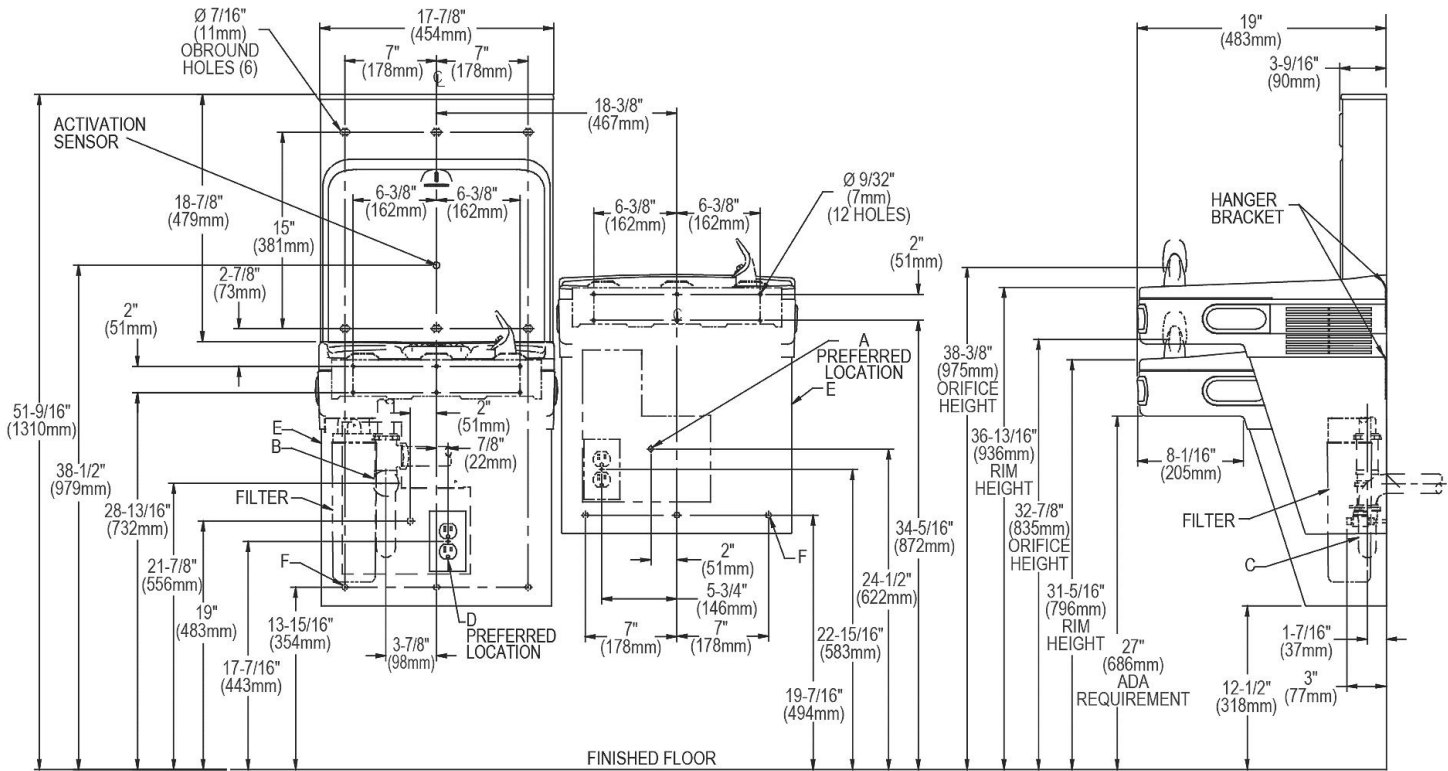 Ø 7/16"
(11mm)
OBROUND
HOLES (6)
17-7/8"
(454mm)
7"
(178mm)
7"
(178mm)
℄
18-3/8"
(467mm)
ACTIVATION
SENSOR
18-7/8"
(479mm)
15"
(381mm)
2-7/8"
(73mm)
2"
(51mm)
6-3/8"
(162mm)
6-3/8"
(162mm)
6-3/8"
(162mm)
6-3/8"
(162mm)
Ø 9/32"
(7mm)
(12 HOLES)
2"
(51mm)
℄
A
PREFERRED
LOCATION
E
51-9/16"
(1310mm)
38-1/2"
(979mm)
28-13/16"
(732mm)
21-7/8"
(556mm)
19"
(483mm)
17-7/16"
(443mm)
13-15/16"
(354mm)
E
B
FILTER
F
2"
(51mm)
7/8"
(22mm)
3-7/8"
(98mm)
D
PREFERRED
LOCATION
F
2"
(51mm)
5-3/4"
(146mm)
7"
(178mm)
7"
(178mm)
34-5/16"
(872mm)
24-1/2"
(622mm)
22-15/16"
(583mm)
19-7/16"
(494mm)
FINISHED FLOOR
19"
(483mm)
3-9/16"
(90mm)
HANGER
BRACKET
38-3/8"
(975mm)
ORIFICE
HEIGHT
36-13/16"
(936mm)
RIM
HEIGHT
32-7/8"
(835mm)
ORIFICE
HEIGHT
31-5/16"
(796mm)
RIM
HEIGHT
27"
(686mm)
ADA
REQUIREMENT
8-1/16"
(205mm)
FILTER
C
12-1/2"
(318mm)
1-7/16"
(37mm)
3"
(77mm)